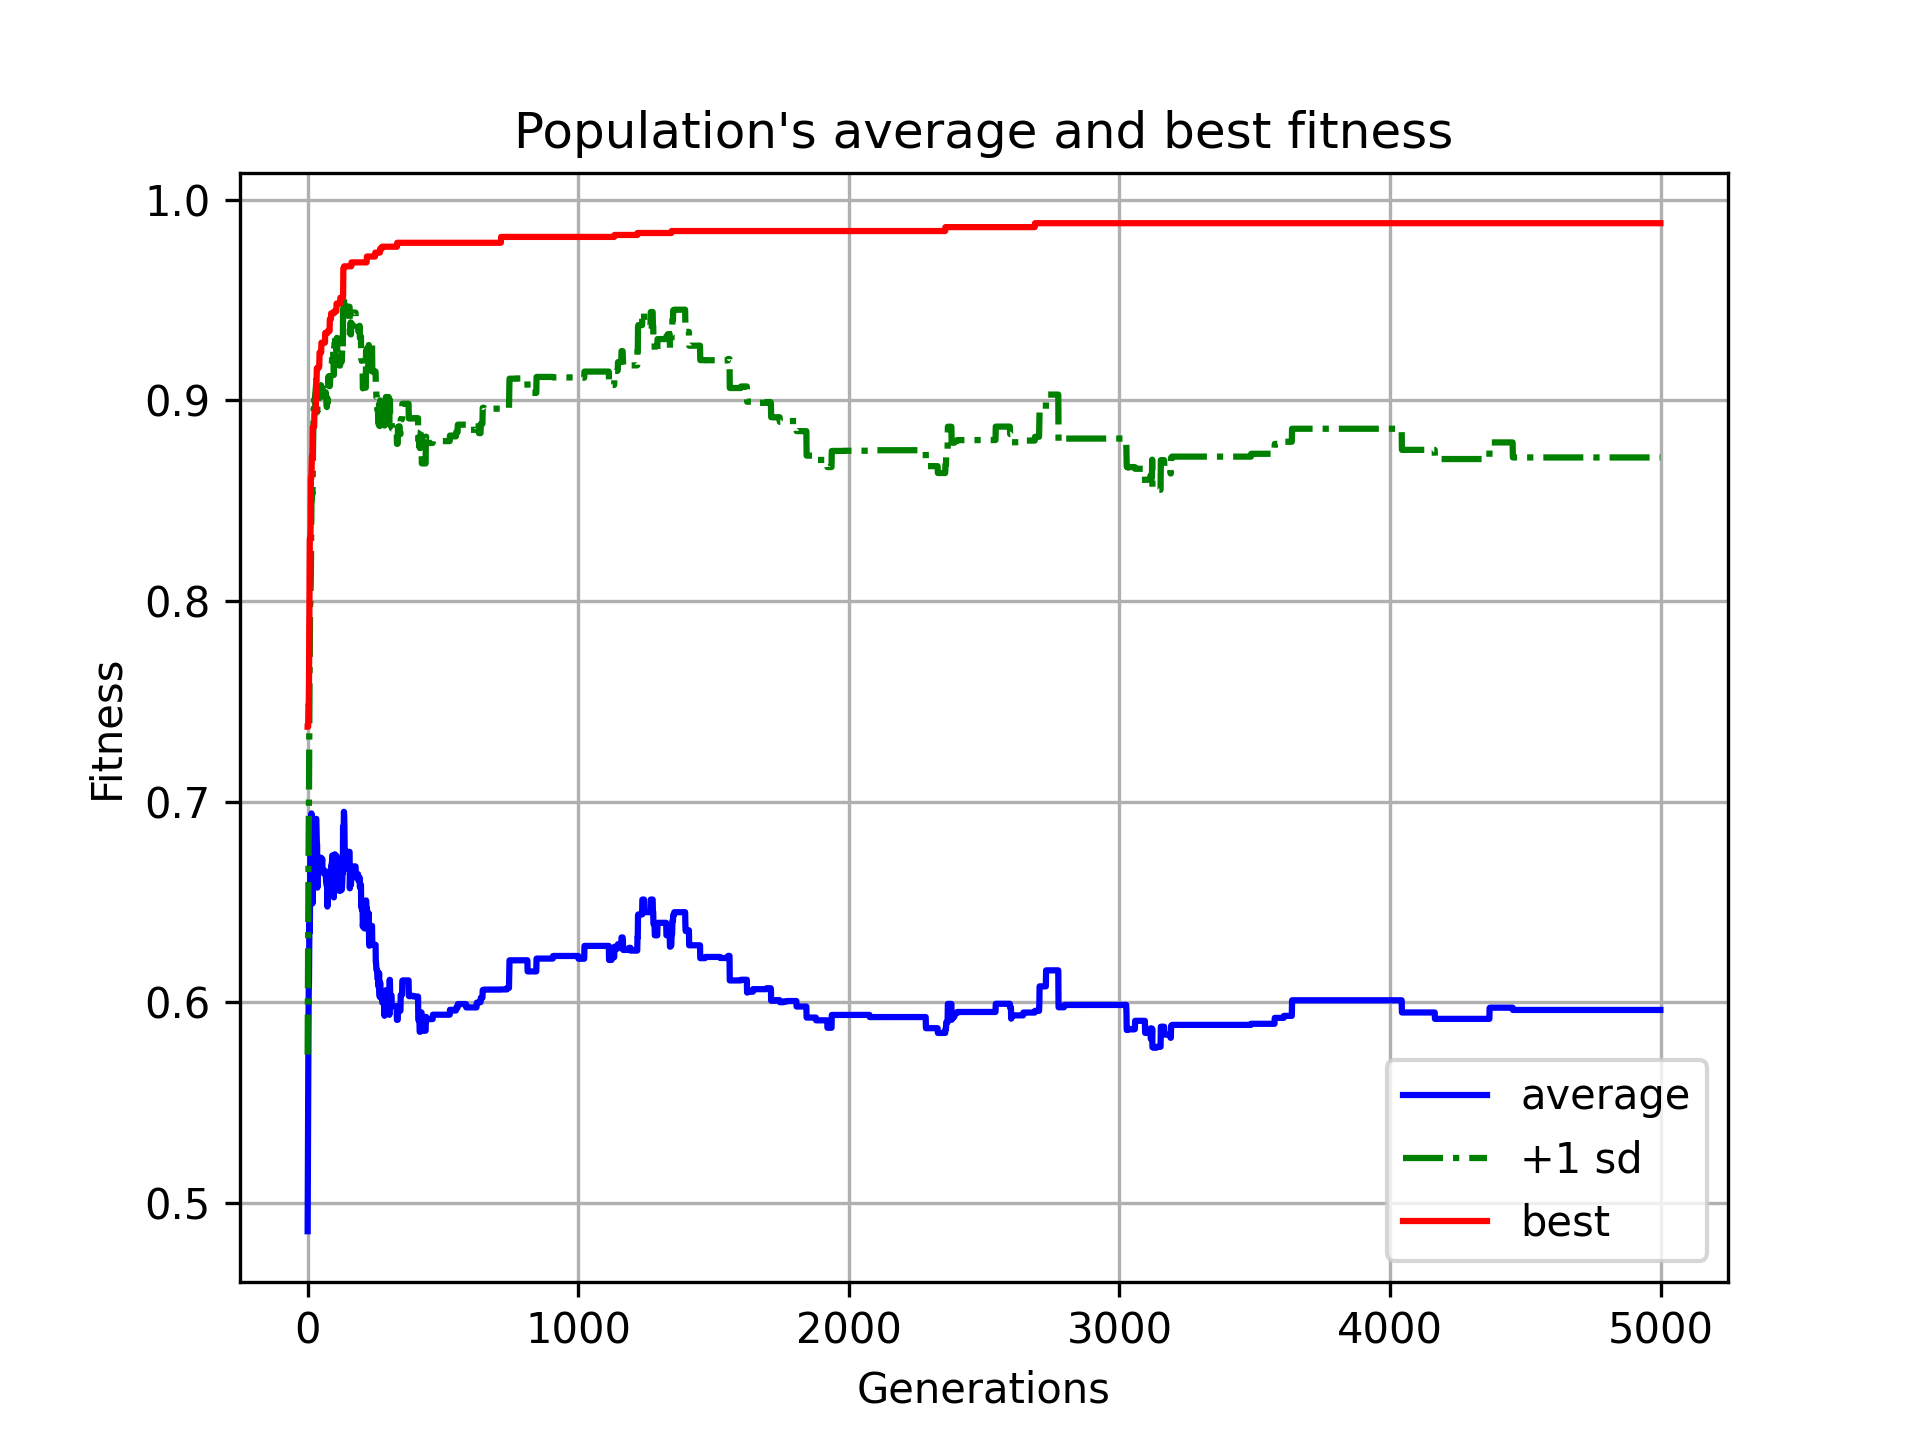 Population's average and best fitness
1.0
0.9
0.8
0.7
0.6
0.5
Fitness
0 1000 2000 3000 4000 5000
Generations
average
+1 sd
best